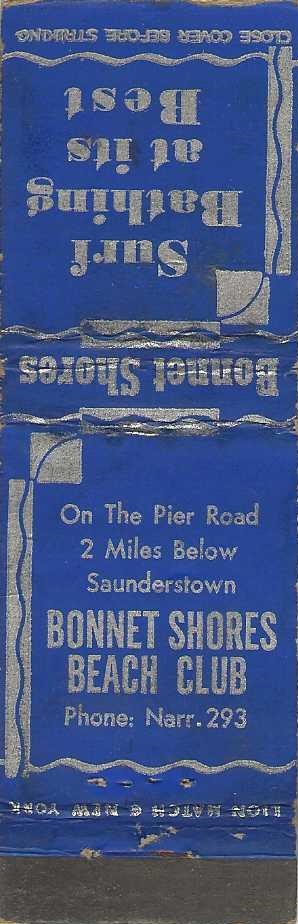 CLOSE COVER BEFORE STRIKING
Surf
Bathing
at its
Best
Bonnet Shores
On The Pier Road
2 Miles Below
Saunderstown
BONNET SHORES
BEACH CLUB
Phone: Narr. 293
LION MATCH © NEW YORK